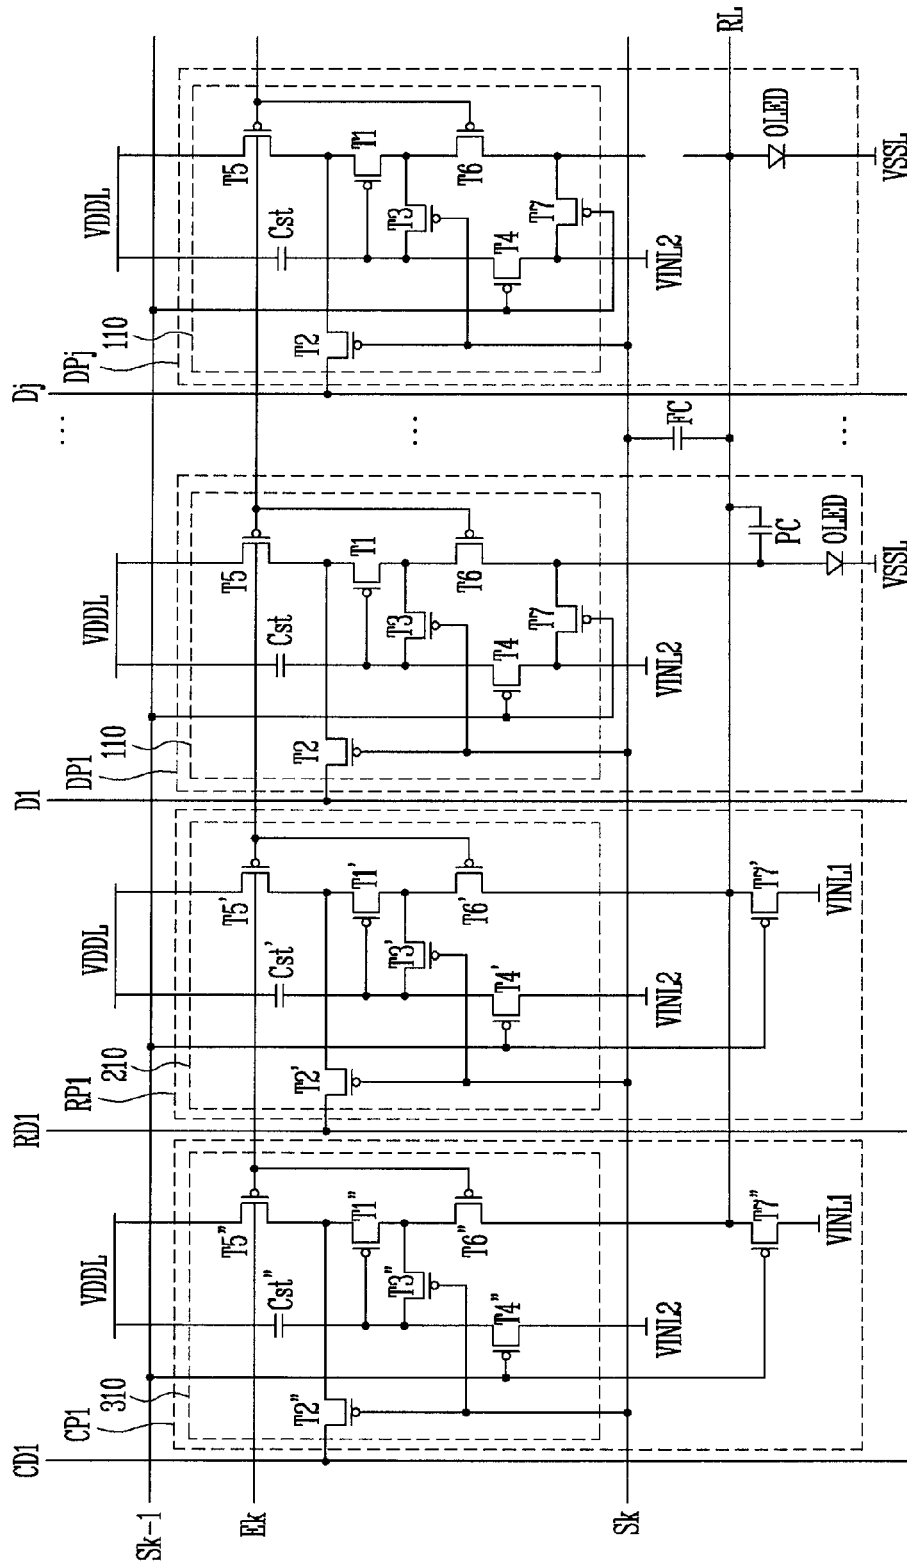 Sk-1
Ek
Sk
RL
CD1
CP1
310
VDDL
T5"
Cst"
T1"
T2"
T3"
T4"
T6"
T7"
VINL2
VINL1
RD1
RP1
210
VDDL
T5'
Cst'
T1'
T2'
T3'
T4'
T6'
T7'
VINL2
VINL1
D1
DP1
110
VDDL
T5
Cst
T1
T2
T3
T4
T6
T7
VINL2
PC
OLED
VSSL
...
...
FC
...
Dj
DPj
110
VDDL
T5
Cst
T1
T2
T3
T4
T6
T7
VINL2
OLED
VSSL